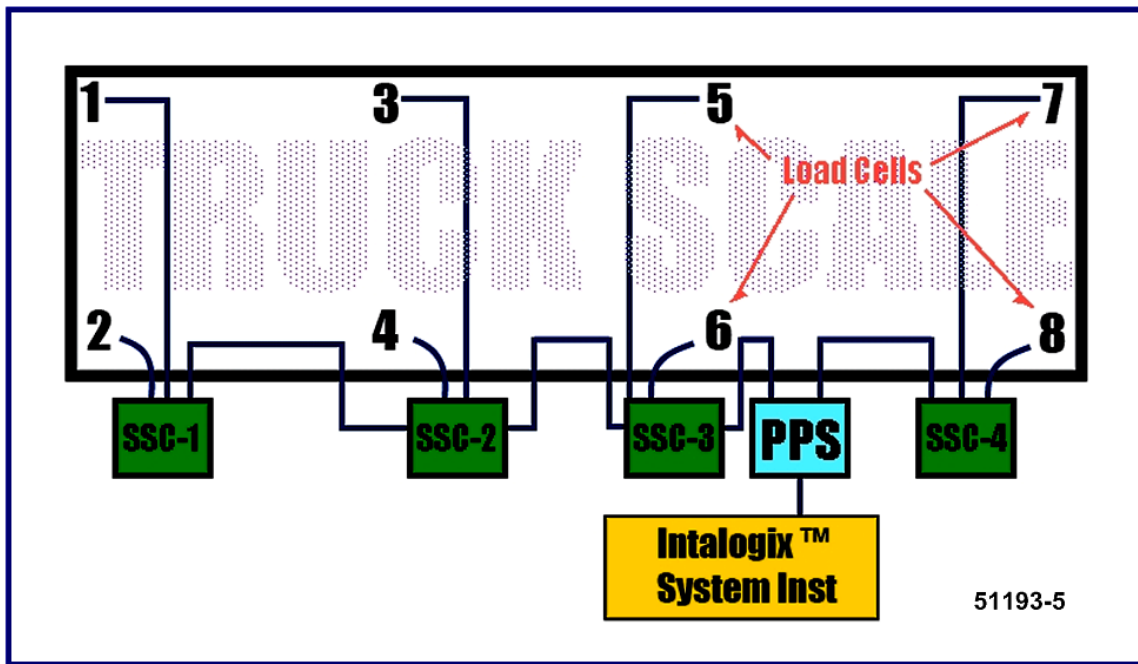 1 3 5 7
TRUCK SCALE
Load Cells
2 4 6 8
SSC-1 SSC-2 SSC-3 PPS SSC-4
Intalogix ™
System Inst
51193-5